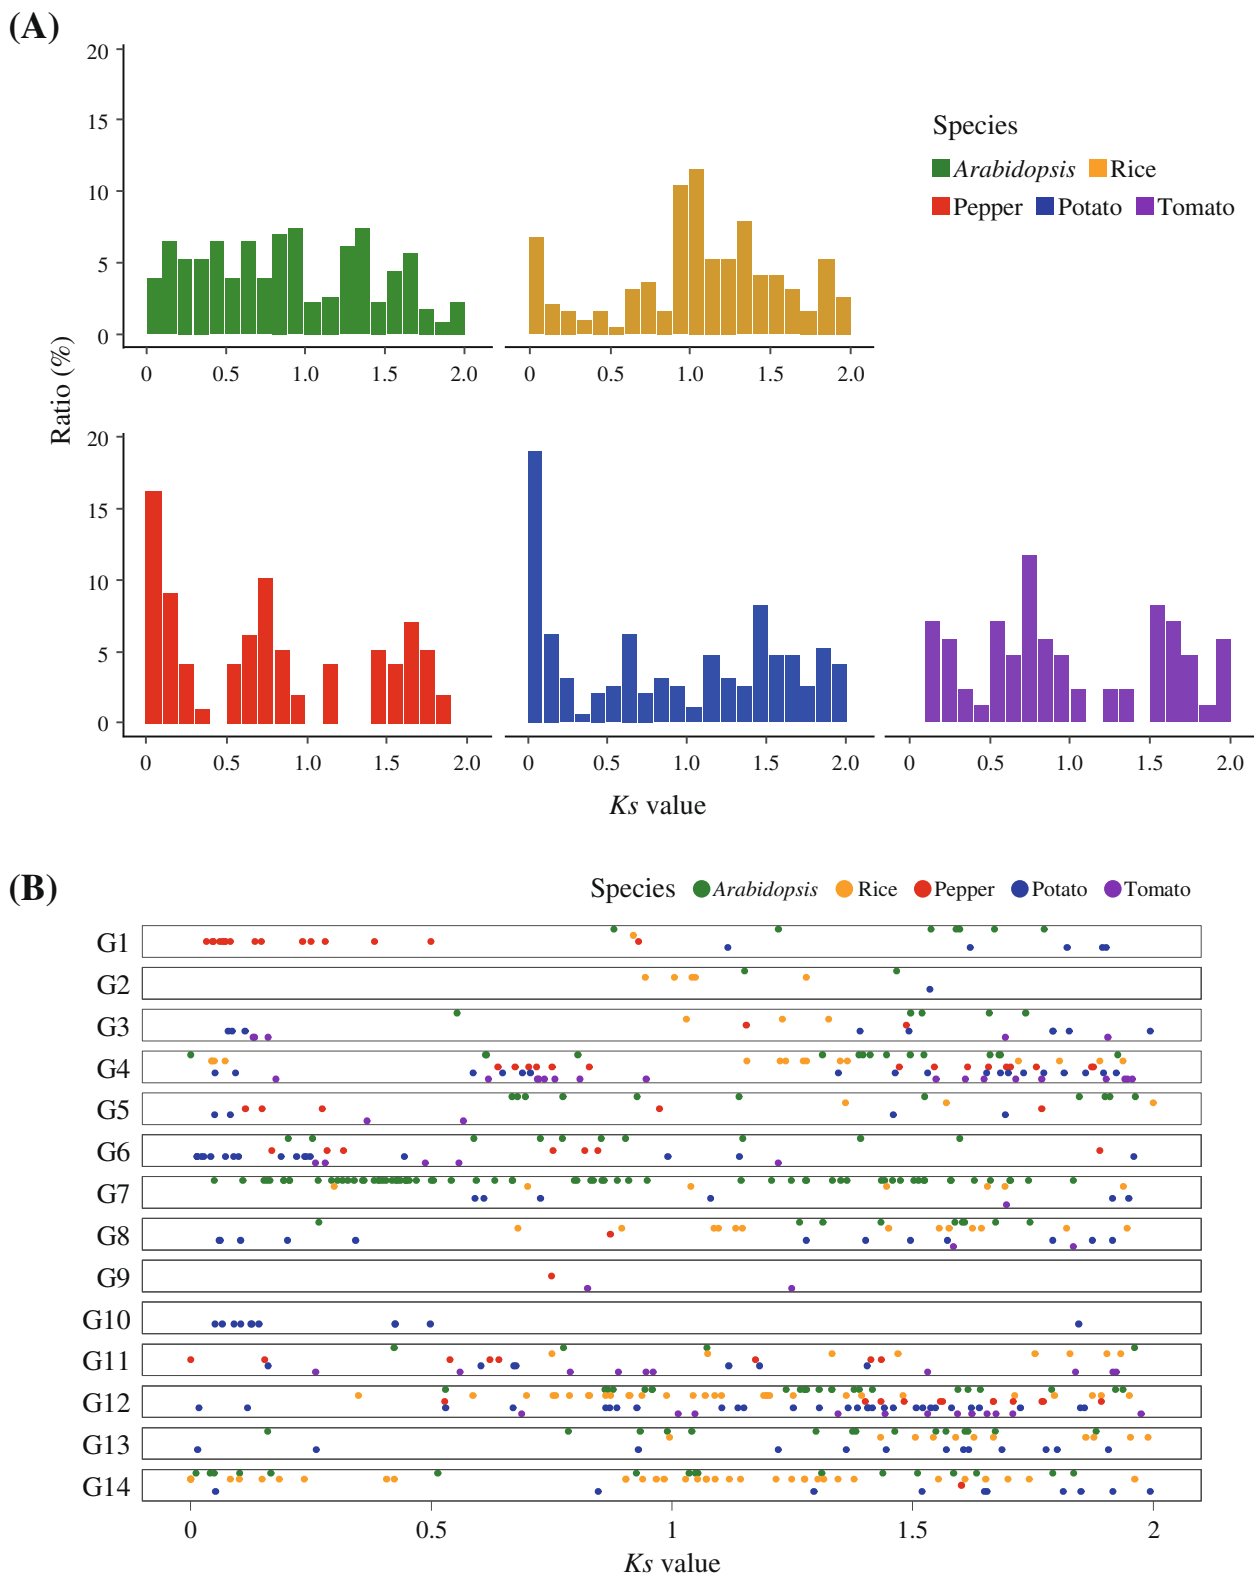 (A)
20
15
10
5
0
0 0.5 1.0 1.5 2.0
0 0.5 1.0 1.5 2.0
Species
Arabidopsis Rice
Pepper Potato Tomato
Ratio (%)
20
15
10
5
0
0 0.5 1.0 1.5 2.0
0 0.5 1.0 1.5 2.0
0 0.5 1.0 1.5 2.0
Ks value
(B)
Species Arabidopsis Rice Pepper Potato Tomato
G1
G2
G3
G4
G5
G6
G7
G8
G9
G10
G11
G12
G13
G14
0 0.5 1 1.5 2
Ks value